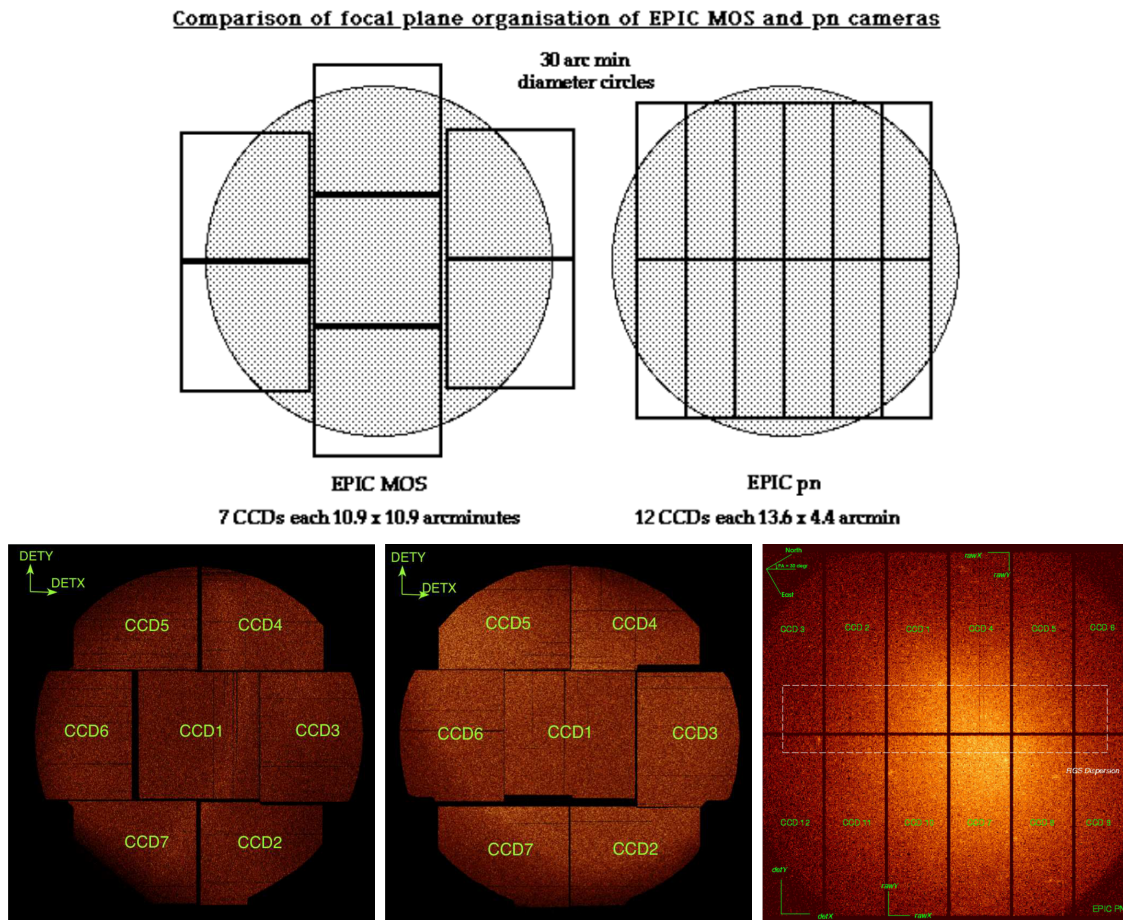 Comparison of focal plane organisation of EPIC MOS and pn cameras
30 arc min
diameter circles
EPIC MOS
7 CCDs each 10.9 x 10.9 arcminutes
EPIC pn
12 CCDs each 13.6 x 4.4 arcmin
DETY
DETX
CCD5
CCD4
CCD6
CCD1
CCD3
CCD7
CCD2
DETY
DETX
CCD5
CCD4
CCD6
CCD1
CCD3
CCD7
CCD2
North
East
rawX
rawY
CCD 3
CCD 2
CCD 1
CCD 4
CCD 5
CCD 6
RGS Dispersion
CCD 12
CCD 11
CCD 10
CCD 9
detY
detX
rawY
rawX
EPIC PN